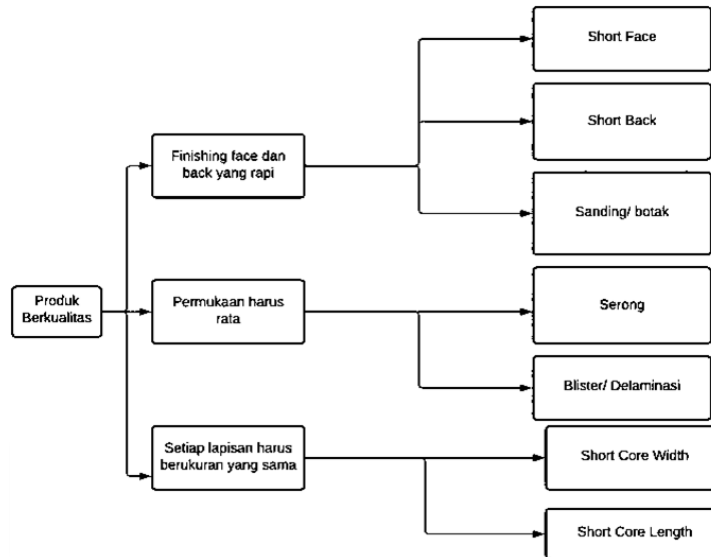 Short Face
Short Back
Finishing face dan
back yang rapi
Sanding/ botak
Produk
Berkualitas
Permukaan harus
rata
Serong
Blister/ Delaminasi
Setiap lapisan harus
berukuran yang sama
Short Core Width
Short Core Length